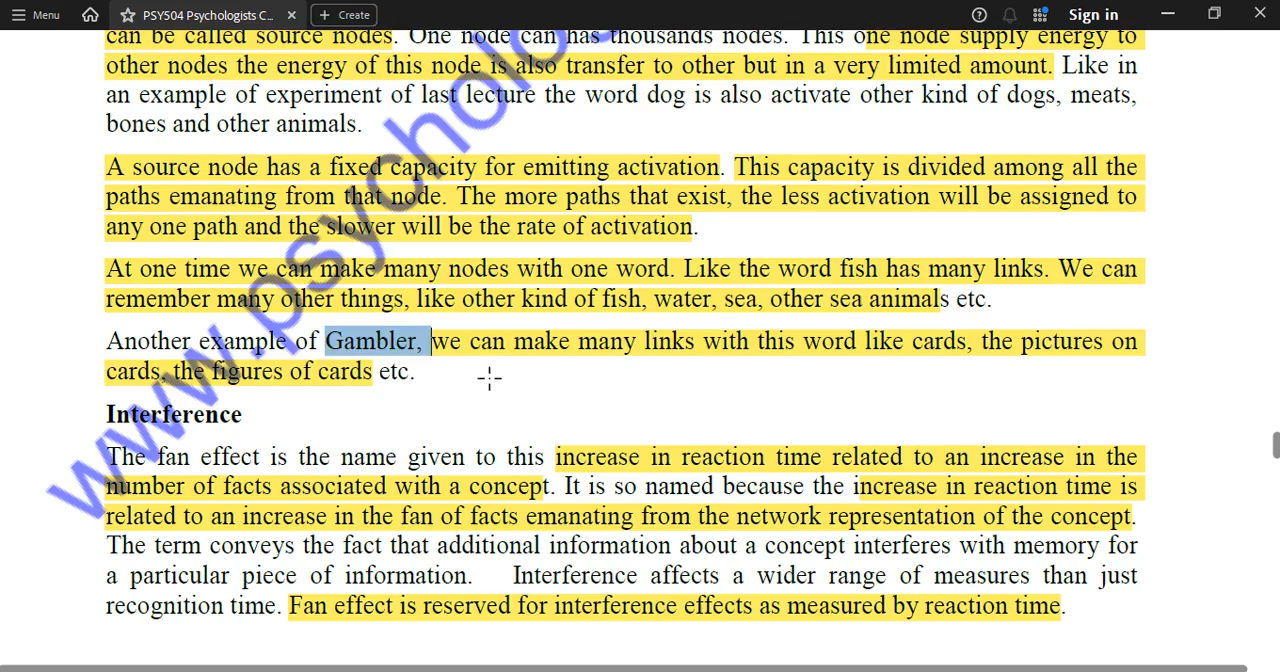 Menu
PSY504 Psychologists C...
Create
Sign in
can be called source nodes. One node can has thousands nodes. This one node supply energy to
other nodes the energy of this node is also transfer to other but in a very limited amount. Like in
an example of experiment of last lecture the word dog is also activate other kind of dogs, meats,
bones and other animals.
A source node has a fixed capacity for emitting activation. This capacity is divided among all the
paths emanating from that node. The more paths that exist, the less activation will be assigned to
any one path and the slower will be the rate of activation.
At one time we can make many nodes with one word. Like the word fish has many links. We can
remember many other things, like other kind of fish, water, sea, other sea animals etc.
Another example of Gambler, we can make many links with this word like cards, the pictures on
cards, the figures of cards etc.
Interference
The fan effect is the name given to this increase in reaction time related to an increase in the
number of facts associated with a concept. It is so named because the increase in reaction time is
related to an increase in the fan of facts emanating from the network representation of the concept.
The term conveys the fact that additional information about a concept interferes with memory for
a particular piece of information. Interference affects a wider range of measures than just
recognition time. Fan effect is reserved for interference effects as measured by reaction time.
www.psycholo